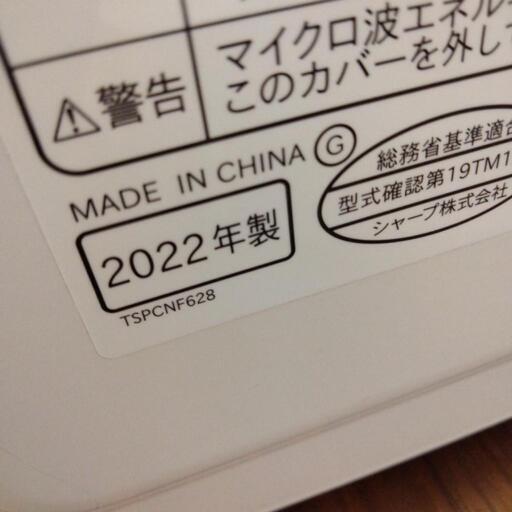 マイクロ波エネル
⚠警告 このカバーを外して
MADE IN CHINA Ⓖ
総務省基準適合
型式確認第19TM1
シャープ株式会社
2022年製
TSPCNF628